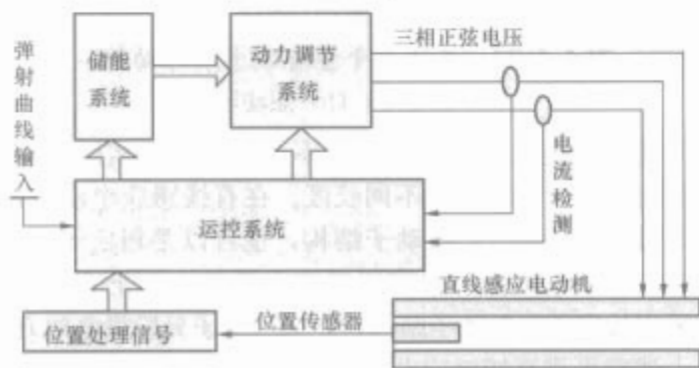 弹射曲线输入
储能
系统
动力调节
系统
三相正弦电压
电流检测
运控系统
直线感应电动机
位置处理信号
位置传感器